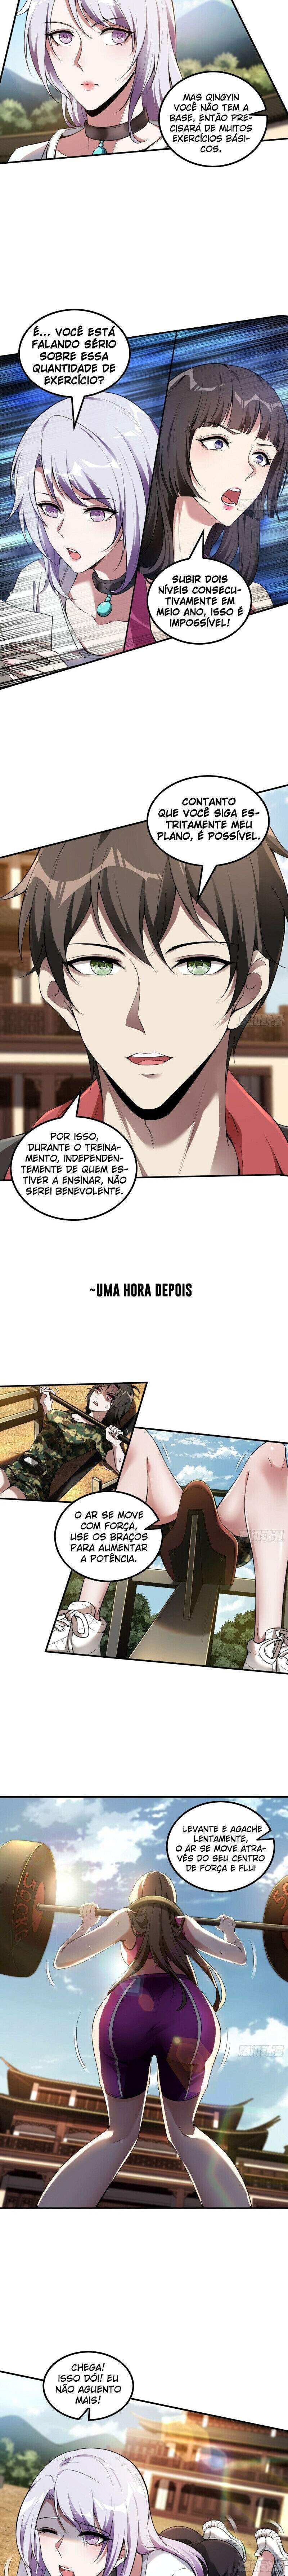 MAS QINGYIN
VOCÊ NÃO TEM A
BASE, ENTÃO PRE-
CISARÁ DE MUITOS
EXERCÍCIOS BÁSI-
COS.
É... VOCÊ ESTÁ
FALANDO SÉRIO
SOBRE ESSA
QUANTIDADE DE
EXERCÍCIO?
SUBIR DOIS
NÍVEIS CONSECU-
TIVAMENTE EM
MEIO ANO, ISSO É
IMPOSSÍVEL!
CONTANTO
QUE VOCÊ SIGA ES-
TRITAMENTE MEU
PLANO, É POSSÍVEL.
POR ISSO,
DURANTE O TREINA-
MENTO, INDEPENDEN-
TEMENTE DE QUEM ES-
TIVER A ENSINAR, NÃO
SEREI BENEVOLENTE.
~UMA HORA DEPOIS
O AR SE MOVE
COM FORÇA,
USE OS BRAÇOS
PARA AUMENTAR
A POTÊNCIA.
LEVANTE E AGACHE
LENTAMENTE,
O AR SE MOVE ATRA-
VÉS DO SEU CENTRO
DE FORÇA E FLUI!
CHEGA!
ISSO DÓI! EU
NÃO AGUENTO
MAIS!